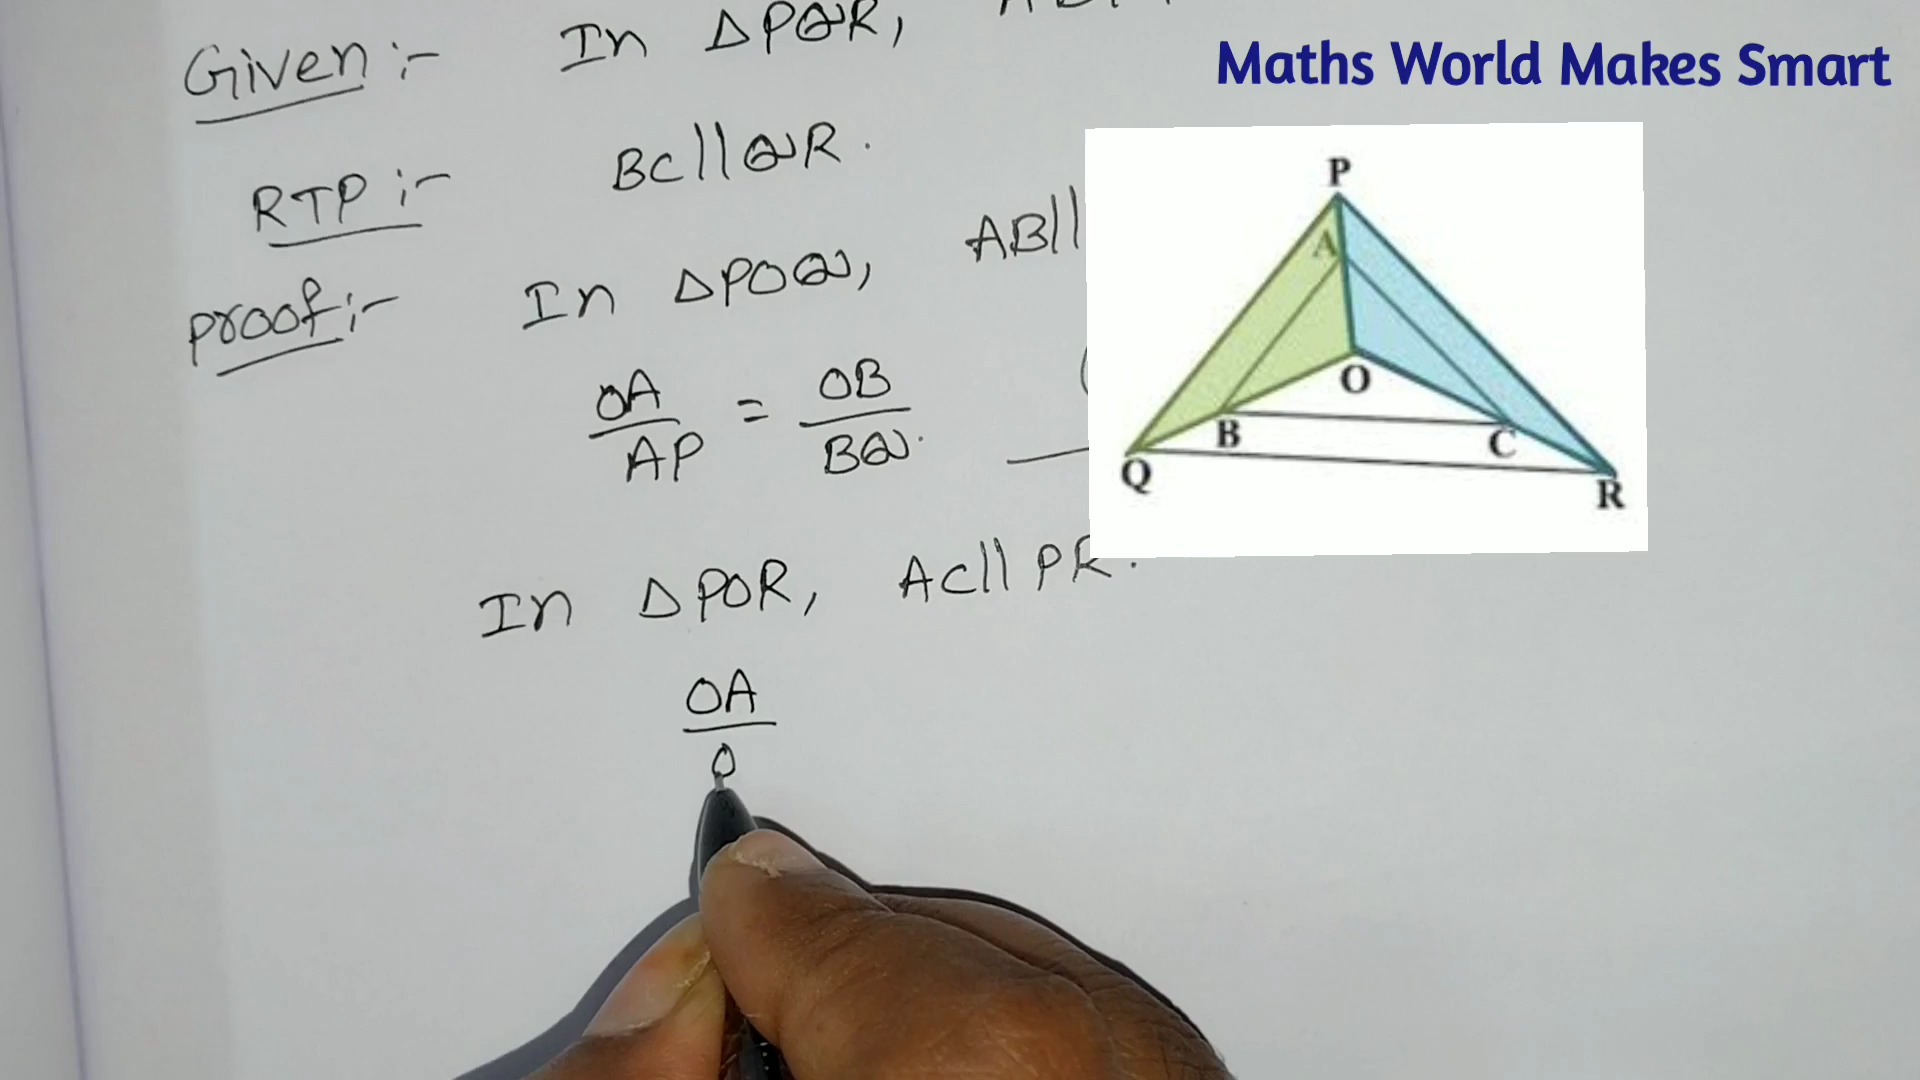 Given :- In ΔPQR,
Maths World Makes Smart
RTP :- BC||QR.
Proof :- In ΔPOQ, AB||
OA/AP = OB/BQ.
In ΔPOR, AC||PR.
OA
P
A
O
B
C
Q
R